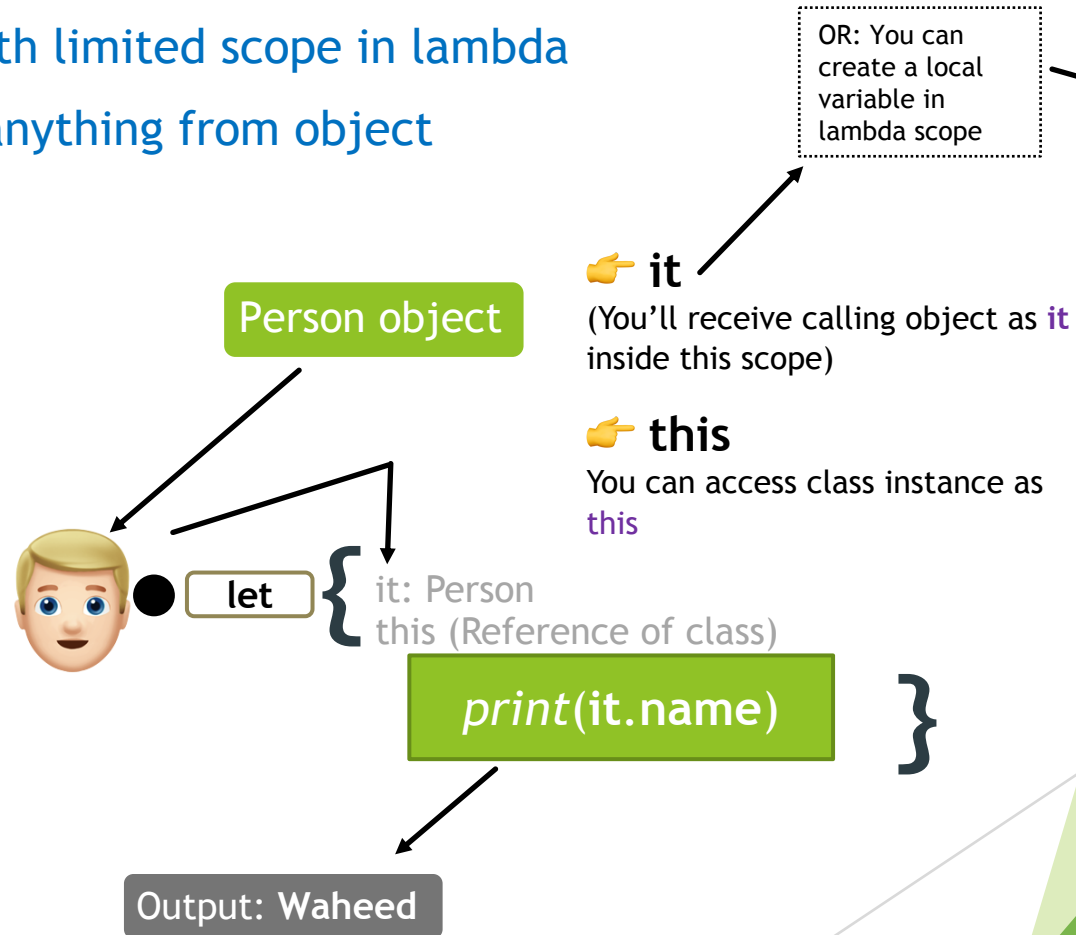 th limited scope in lambda
anything from object
OR: You can
create a local
variable in
lambda scope
👉 it
(You’ll receive calling object as it
inside this scope)
👉 this
You can access class instance as
this
Person object
let
{
it: Person
this (Reference of class)
print(it.name)
}
Output: Waheed